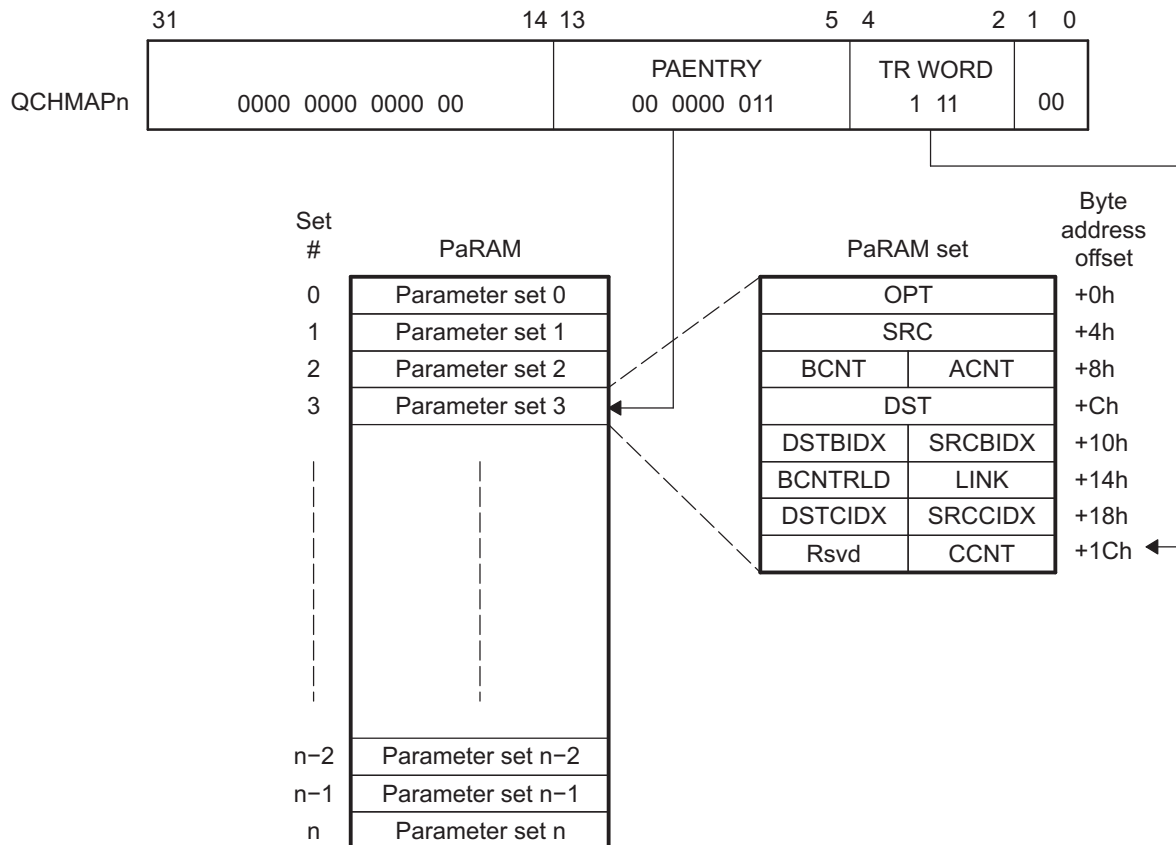 31 14 13 5 4 2 1 0
PAENTRY TR WORD
QCHMAPn 0000 0000 0000 00 00 0000 011 1 11 00
Set
#
PaRAM
PaRAM set
Byte
address
offset
0 Parameter set 0 OPT +0h
1 Parameter set 1 SRC +4h
2 Parameter set 2 BCNT ACNT +8h
3 Parameter set 3 DST +Ch
DSTBIDX SRCBIDX +10h
BCNTRLD LINK +14h
DSTCIDX SRCCIDX +18h
Rsvd CCNT +1Ch
n−2 Parameter set n−2
n−1 Parameter set n−1
n Parameter set n